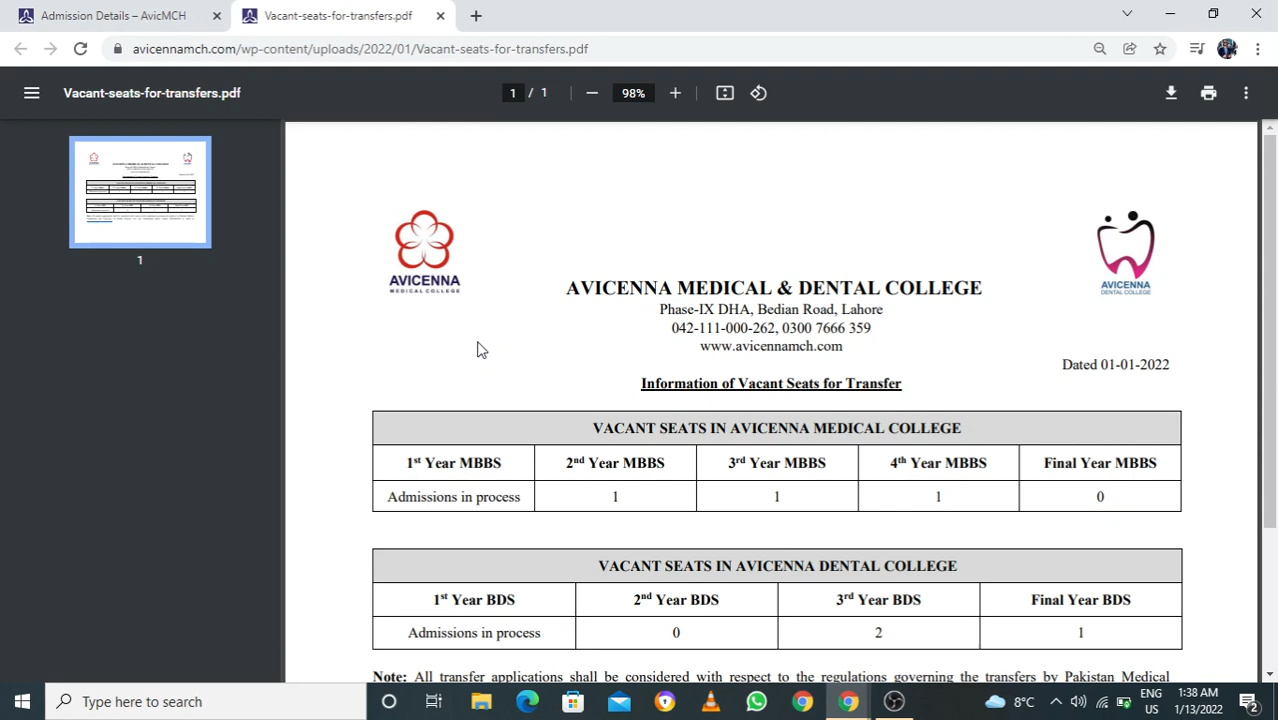 Admission Details – AvicMCH
Vacant-seats-for-transfers.pdf
avicennamch.com/wp-content/uploads/2022/01/Vacant-seats-for-transfers.pdf
Vacant-seats-for-transfers.pdf
1 / 1
98%
1
AVICENNA
MEDICAL COLLEGE
AVICENNA
DENTAL COLLEGE
AVICENNA MEDICAL & DENTAL COLLEGE
Phase-IX DHA, Bedian Road, Lahore
042-111-000-262, 0300 7666 359
www.avicennamch.com
Dated 01-01-2022
Information of Vacant Seats for Transfer
VACANT SEATS IN AVICENNA MEDICAL COLLEGE
1st Year MBBS 2nd Year MBBS 3rd Year MBBS 4th Year MBBS Final Year MBBS
Admissions in process 1 1 1 0
VACANT SEATS IN AVICENNA DENTAL COLLEGE
1st Year BDS 2nd Year BDS 3rd Year BDS Final Year BDS
Admissions in process 0 2 1
Note: All transfer applications shall be considered with respect to the regulations governing the transfers by Pakistan Medical
Type here to search
8°C
ENG
US
1:38 AM
1/13/2022
2